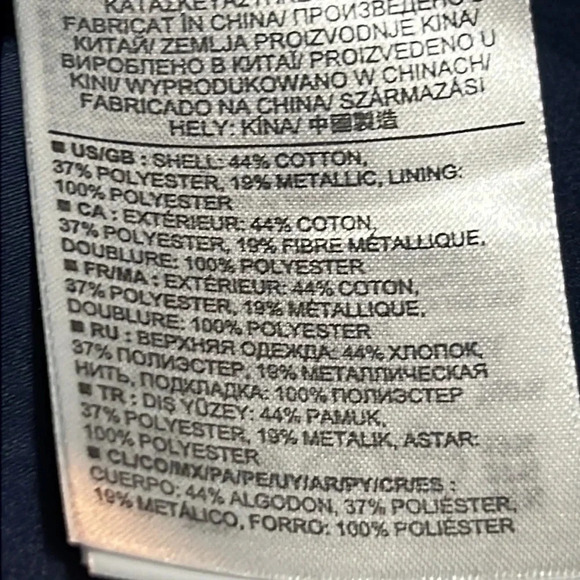 FABRICAT ÎN CHINA/ ПРОИЗВЕДЕНО В
КИТАЙ/ ZEMLJA PROIZVODNJE KINA/
ВИРОБЛЕНО В КИТАЇ/ PROIZVEDENO U
KINI/ WYPRODUKOWANO W CHINACH/
FABRICADO NA CHINA/ SZÁRMAZÁSI
HELY: KÍNA/ 中國製造
■ US/GB : SHELL: 44% COTTON,
37% POLYESTER, 19% METALLIC, LINING:
100% POLYESTER
■ CA : EXTÉRIEUR: 44% COTON,
37% POLYESTER, 19% FIBRE MÉTALLIQUE,
DOUBLURE: 100% POLYESTER
■ FR/MA : EXTÉRIEUR: 44% COTON,
37% POLYESTER, 19% MÉTALLIQUE,
DOUBLURE: 100% POLYESTER
■ RU : ВЕРХНЯЯ ОДЕЖДА: 44% ХЛОПОК,
37% ПОЛИЭСТЕР, 19% МЕТАЛЛИЧЕСКАЯ
НИТЬ, ПОДКЛАДКА: 100% ПОЛИЭСТЕР
■ TR : DIŞ YÜZEY: 44% PAMUK,
37% POLYESTER, 19% METALIK, ASTAR:
100% POLYESTER
■ CL/CO/MX/PA/PE/UY/AR/PY/CR/ES :
CUERPO: 44% ALGODON, 37% POLIÉSTER,
19% METÁLICO, FORRO: 100% POLIÉSTER